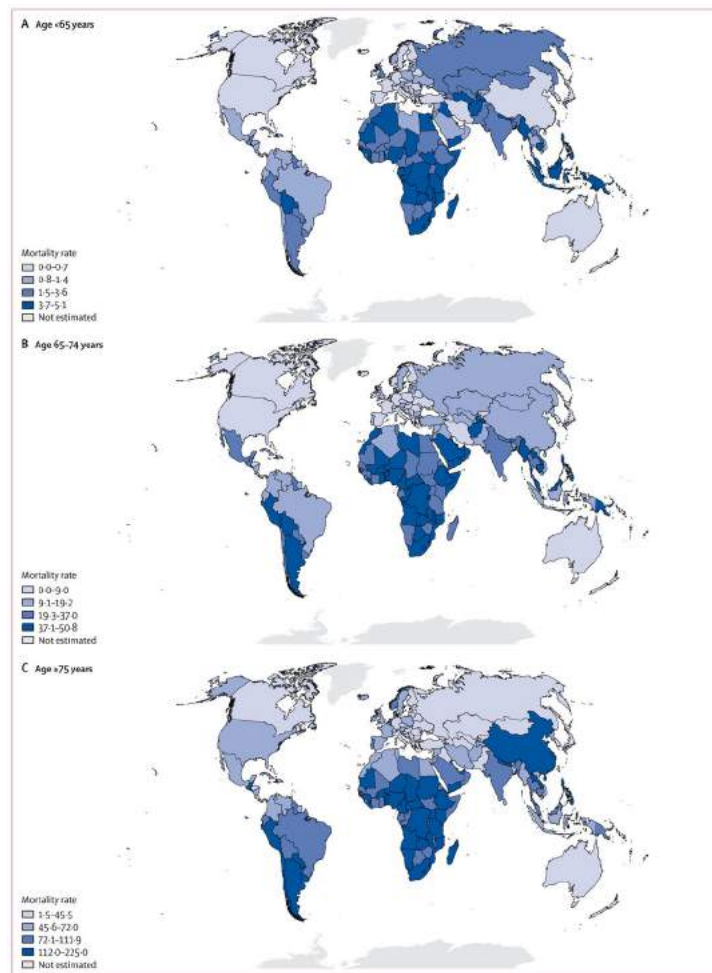 A Age <65 years
Mortality rate
0·0–0·7
0·8–1·4
1·5–3·6
3·7–5·1
Not estimated
B Age 65–74 years
Mortality rate
0·0–9·0
9·1–19·2
19·3–37·0
37·1–50·8
Not estimated
C Age ≥75 years
Mortality rate
1·5–45·5
45·6–72·0
72·1–111·9
112·0–225·0
Not estimated